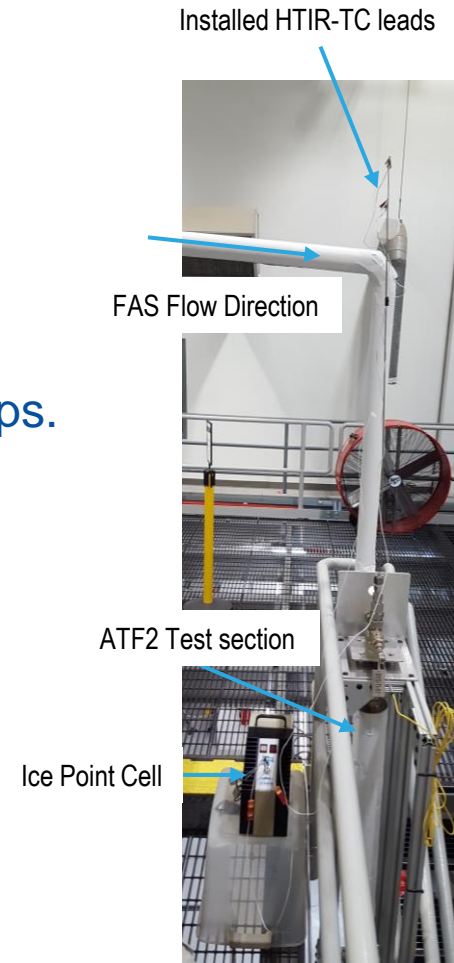 Installed HTIR-TC leads
FAS Flow Direction
ps.
ATF2 Test section
Ice Point Cell